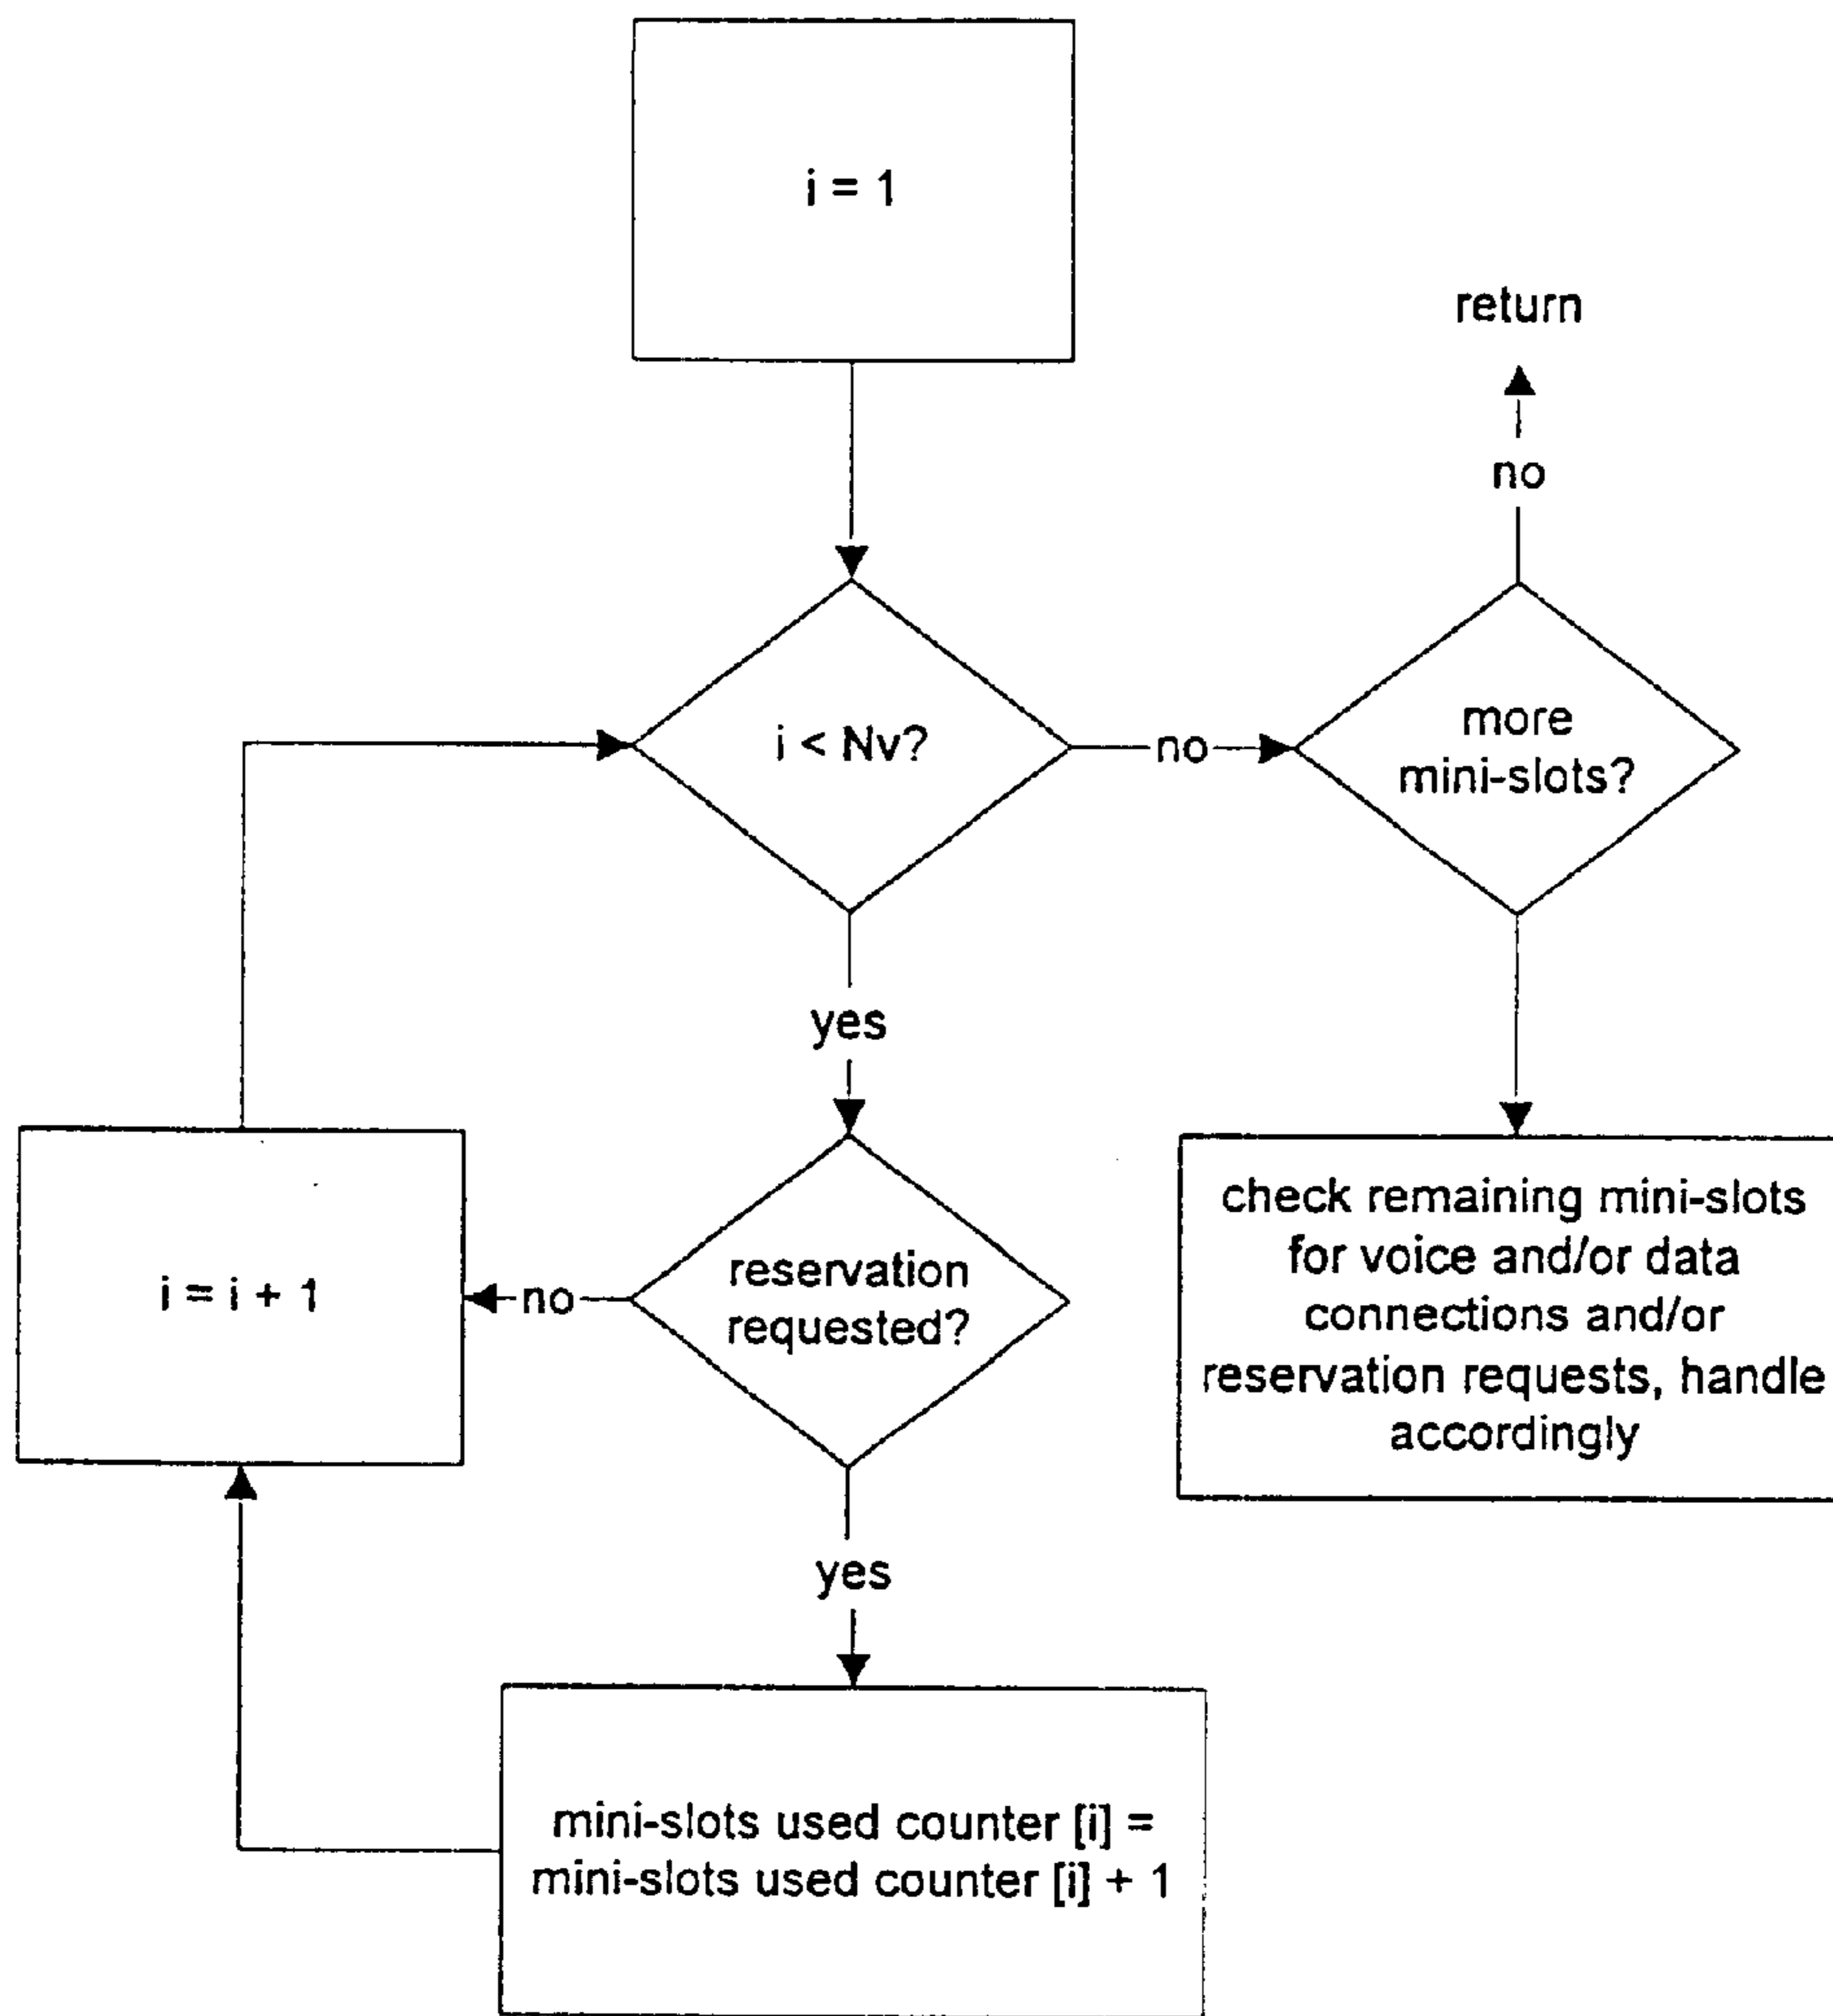 i = 1
return
no
i < Nv?
no
more
mini-slots?
yes
i = i + 1
no
reservation
requested?
check remaining mini-slots
for voice and/or data
connections and/or
reservation requests, handle
accordingly
yes
mini-slots used counter [i] =
mini-slots used counter [i] + 1